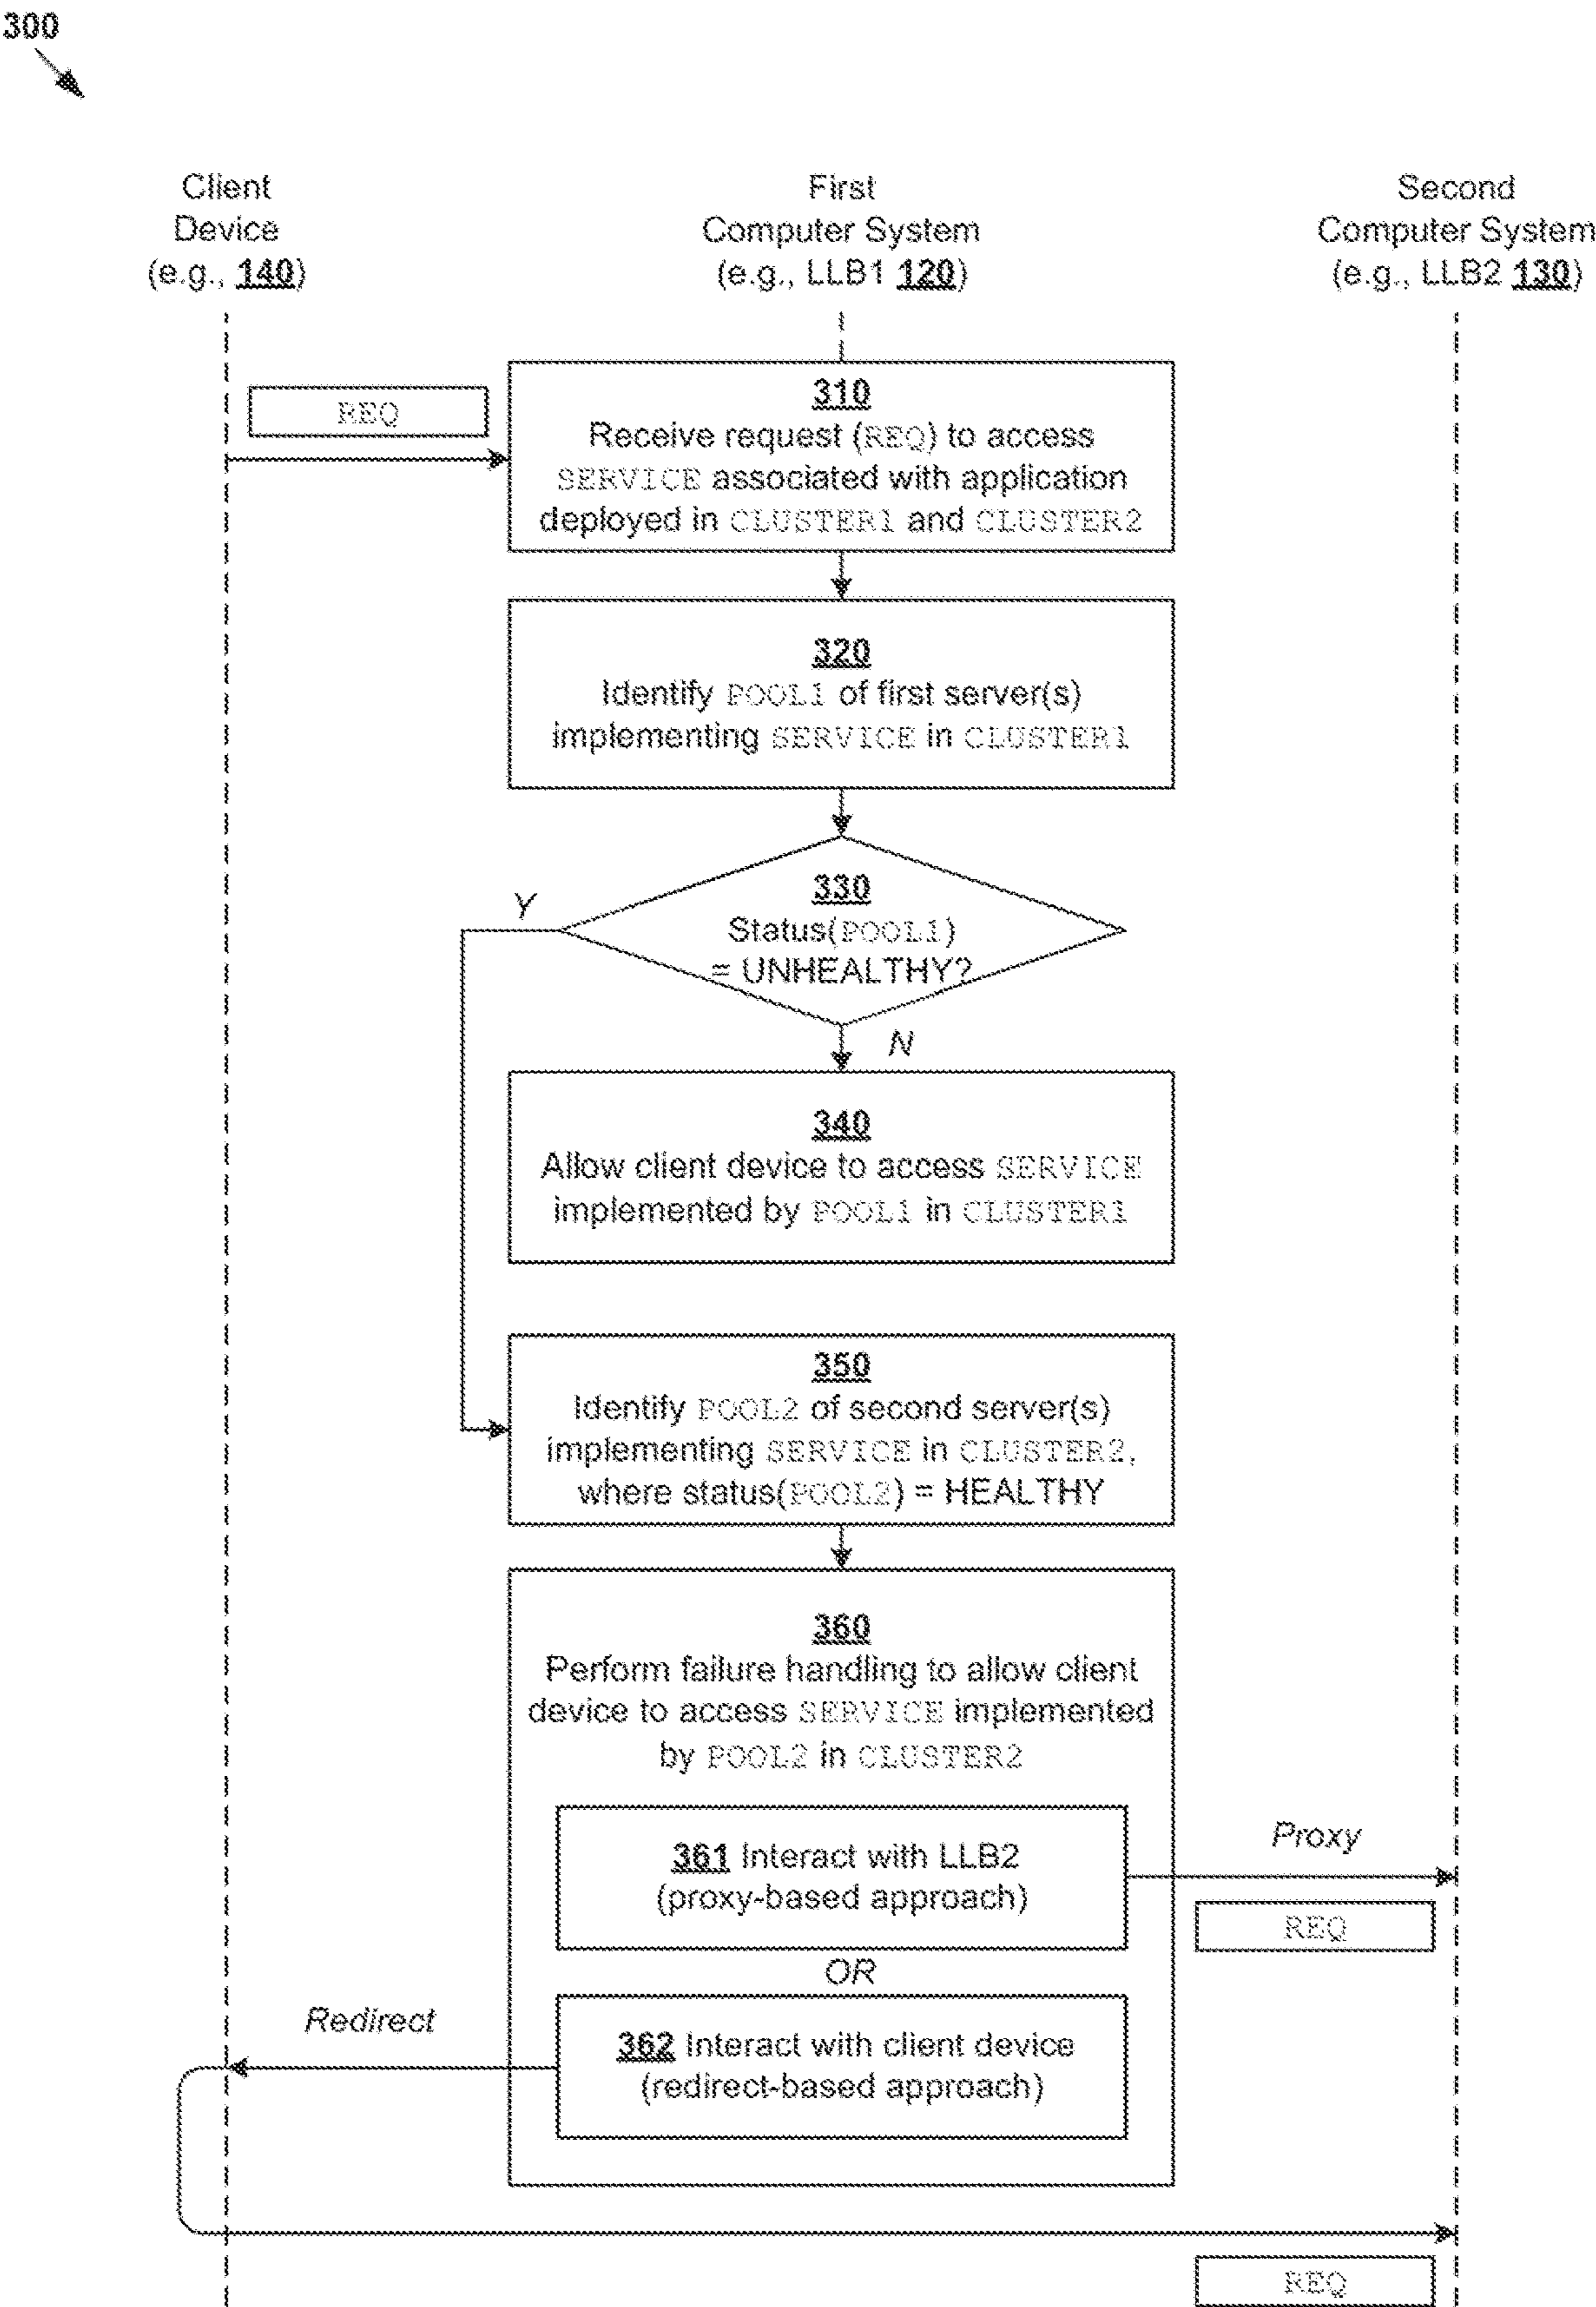 300
Client
Device
(e.g., 140)
First
Computer System
(e.g., LLB1 120)
Second
Computer System
(e.g., LLB2 130)
REQ
310
Receive request (REQ) to access
SERVICE associated with application
deployed in CLUSTER1 and CLUSTER2
320
Identify POOL1 of first server(s)
implementing SERVICE in CLUSTER1
330
Status(POOL1)
= UNHEALTHY?
Y
N
340
Allow client device to access SERVICE
implemented by POOL1 in CLUSTER1
350
Identify POOL2 of second server(s)
implementing SERVICE in CLUSTER2,
where status(POOL2) = HEALTHY
360
Perform failure handling to allow client
device to access SERVICE implemented
by POOL2 in CLUSTER2
361 Interact with LLB2
(proxy-based approach)
Proxy
REQ
OR
Redirect
362 Interact with client device
(redirect-based approach)
REQ